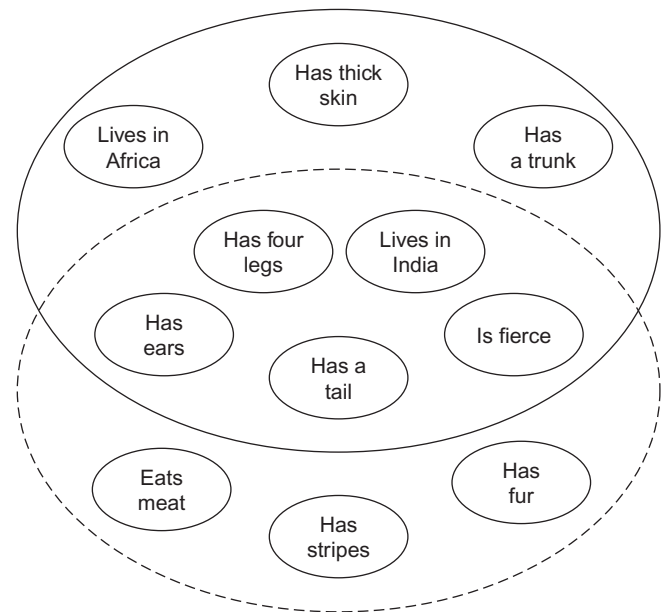 Has thick
skin
Lives in
Africa
Has
a trunk
Has four
legs
Lives in
India
Has
ears
Has a
tail
Is fierce
Eats
meat
Has
stripes
Has
fur